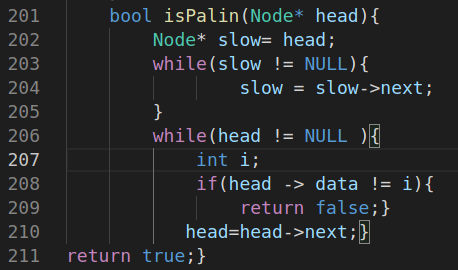 201 bool isPalin(Node* head){
202 Node* slow= head;
203 while(slow != NULL){
204 slow = slow->next;
205 }
206 while(head != NULL ){
207 int i;
208 if(head -> data != i){
209 return false;}
210 head=head->next;}
211 return true;}